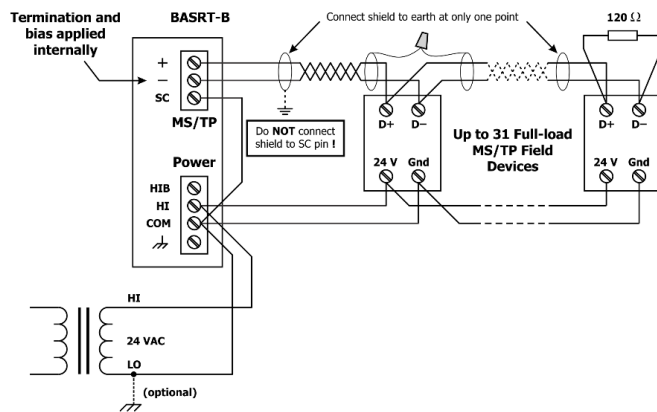 Termination and
bias applied
internally
BASRT-B
Connect shield to earth at only one point
120 Ω
+
–
SC
MS/TP
Do NOT connect
shield to SC pin !
D+ D–
Up to 31 Full-load
MS/TP Field
Devices
D+ D–
Power
24 V Gnd
24 V Gnd
HIB
HI
COM
HI
24 VAC
LO
(optional)